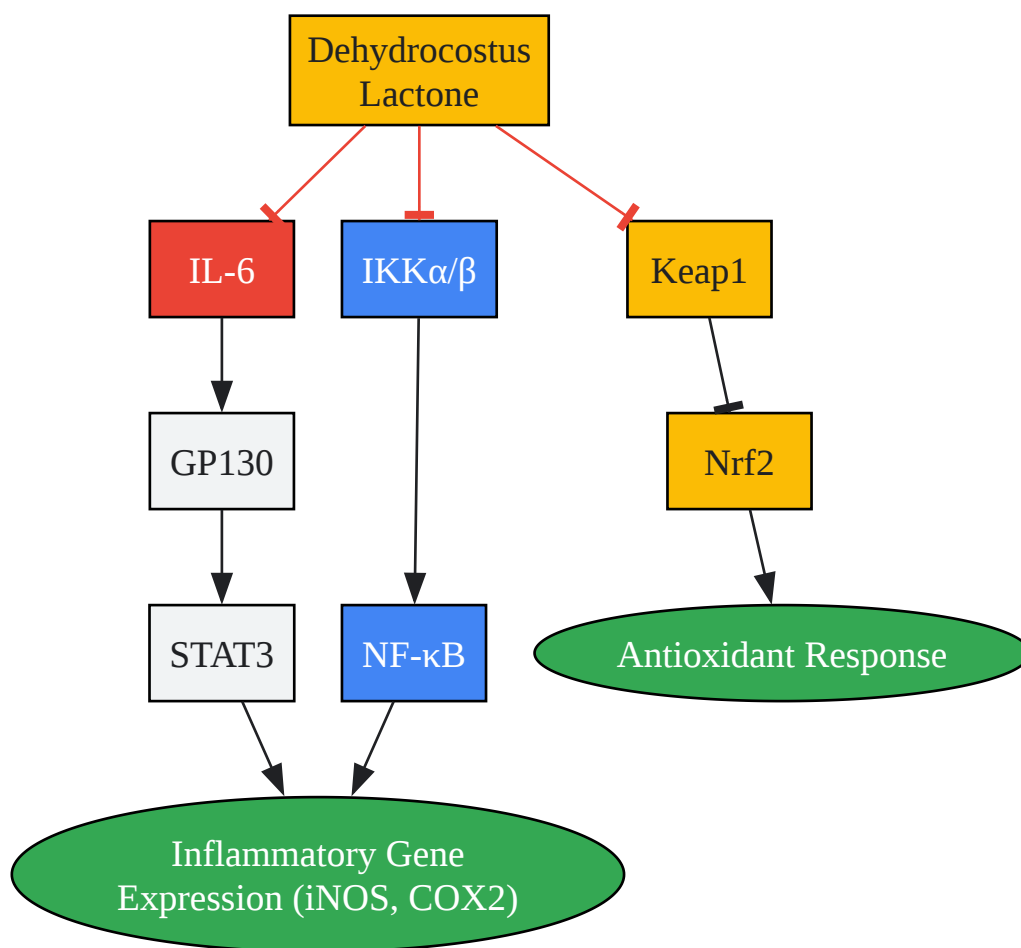 Dehydrocostus
Lactone
IL-6
IKKα/β
Keap1
GP130
Nrf2
STAT3
NF-κB
Antioxidant Response
Inflammatory Gene
Expression (iNOS, COX2)